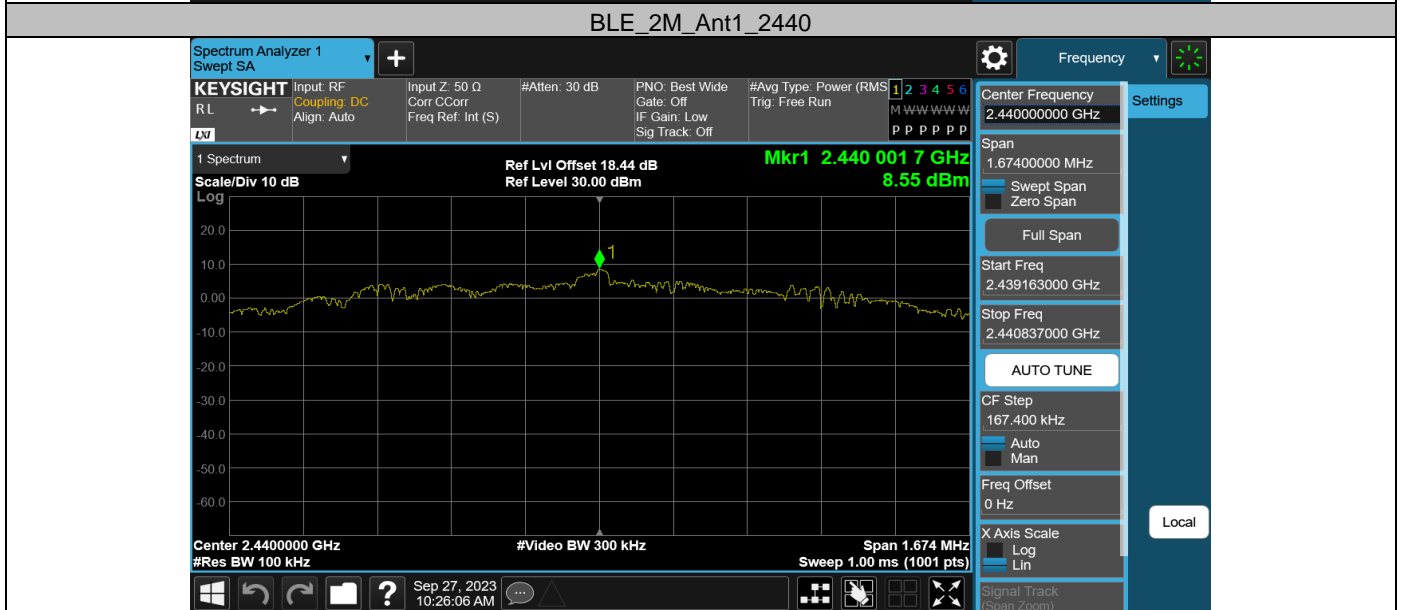 BLE_2M_Ant1_2440
Spectrum Analyzer 1
Swept SA
+
Frequency
KEYSIGHT
RL
LXI
Input: RF
Coupling: DC
Align: Auto
Input Z: 50 Ω
Corr CCorr
Freq Ref: Int (S)
#Atten: 30 dB
PNO: Best Wide
Gate: Off
IF Gain: Low
Sig Track: Off
#Avg Type: Power (RMS
Trig: Free Run
1 2 3 4 5 6
M W W W W W
P P P P P P
1 Spectrum
Scale/Div 10 dB
Log
Ref Lvl Offset 18.44 dB
Ref Level 30.00 dBm
Mkr1 2.440 001 7 GHz
8.55 dBm
1
20.0
10.0
0.00
-10.0
-20.0
-30.0
-40.0
-50.0
-60.0
Center 2.4400000 GHz
#Res BW 100 kHz
#Video BW 300 kHz
Span 1.674 MHz
Sweep 1.00 ms (1001 pts)
Center Frequency
2.440000000 GHz
Settings
Span
1.67400000 MHz
Swept Span
Zero Span
Full Span
Start Freq
2.439163000 GHz
Stop Freq
2.440837000 GHz
AUTO TUNE
CF Step
167.400 kHz
Auto
Man
Freq Offset
0 Hz
X Axis Scale
Log
Lin
Local
Signal Track
(Span Zoom)
?
Sep 27, 2023
10:26:06 AM